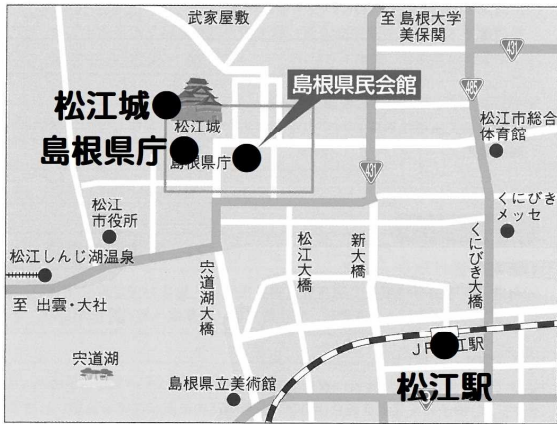 武家屋敷
至 島根大学
美保関
431
485
島根県民会館
松江城
松江城
島根県庁
島根県庁
松江市総合
体育館
431
くにびき
メッセ
松江
市役所
松江しんじ湖温泉
至 出雲・大社
宍道湖大橋
松江大橋
新大橋
くにびき大橋
宍道湖
島根県立美術館
JR
江駅
松江駅